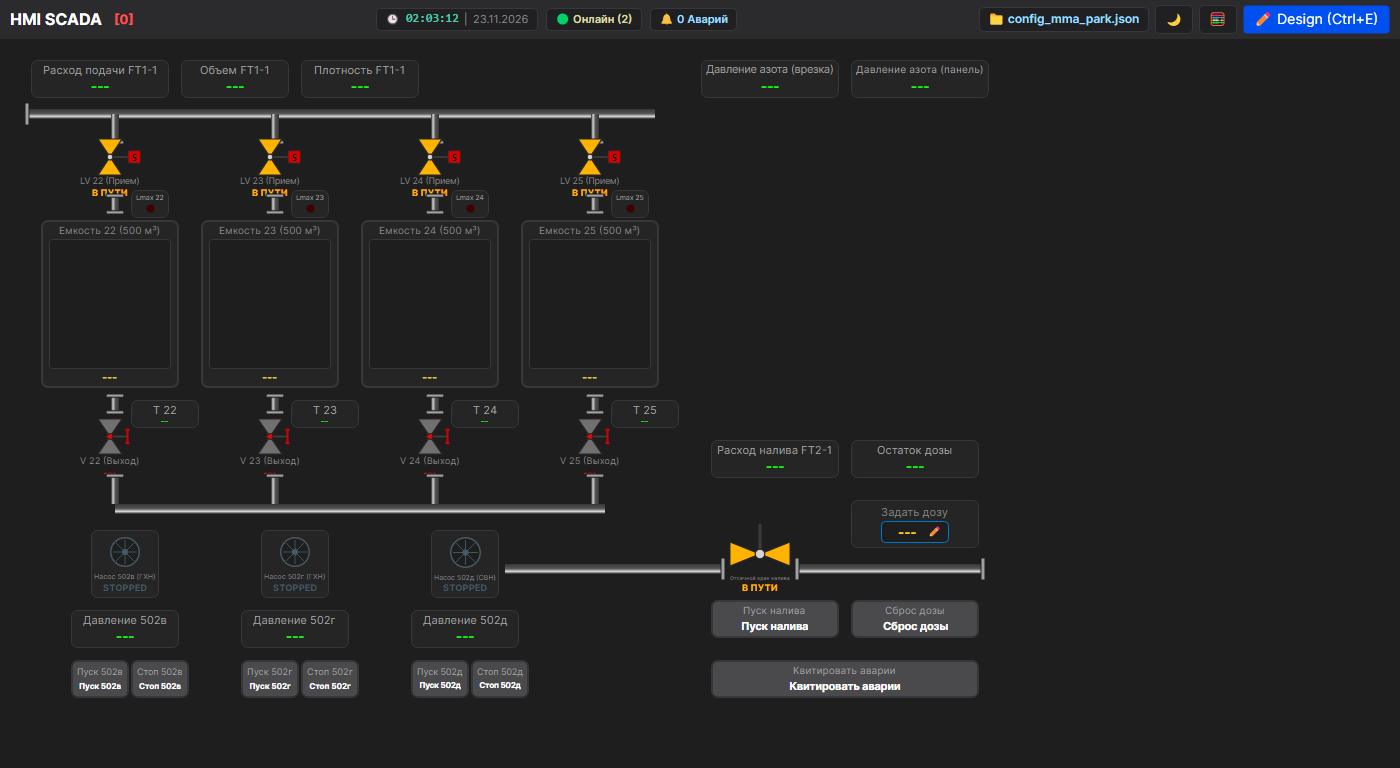 HMI SCADA [0]
02:03:12 | 23.11.2026
Онлайн (2)
0 Аварий
config_mma_park.json
Design (Ctrl+E)
Расход подачи FT1-1
---
Объем FT1-1
---
Плотность FT1-1
---
Давление азота (врезка)
---
Давление азота (панель)
---
S
S
S
S
LV 22 (Прием)
LV 23 (Прием)
LV 24 (Прием)
LV 25 (Прием)
В ПУТИ
В ПУТИ
В ПУТИ
В ПУТИ
Lmax 22
Lmax 23
Lmax 24
Lmax 25
Емкость 22 (500 м³)
Емкость 23 (500 м³)
Емкость 24 (500 м³)
Емкость 25 (500 м³)
---
---
---
---
T 22
---
T 23
---
T 24
---
T 25
---
V 22 (Выход)
V 23 (Выход)
V 24 (Выход)
V 25 (Выход)
Расход налива FT2-1
---
Остаток дозы
---
Задать дозу
---
Насос 502в (ГХН)
STOPPED
Насос 502г (ГХН)
STOPPED
Насос 502д (СВН)
STOPPED
Отсечной кран налива
В ПУТИ
Давление 502в
---
Давление 502г
---
Давление 502д
---
Пуск налива
Пуск налива
Сброс дозы
Сброс дозы
Пуск 502в
Пуск 502в
Стоп 502в
Стоп 502в
Пуск 502г
Пуск 502г
Стоп 502г
Стоп 502г
Пуск 502д
Пуск 502д
Стоп 502д
Стоп 502д
Квитировать аварии
Квитировать аварии